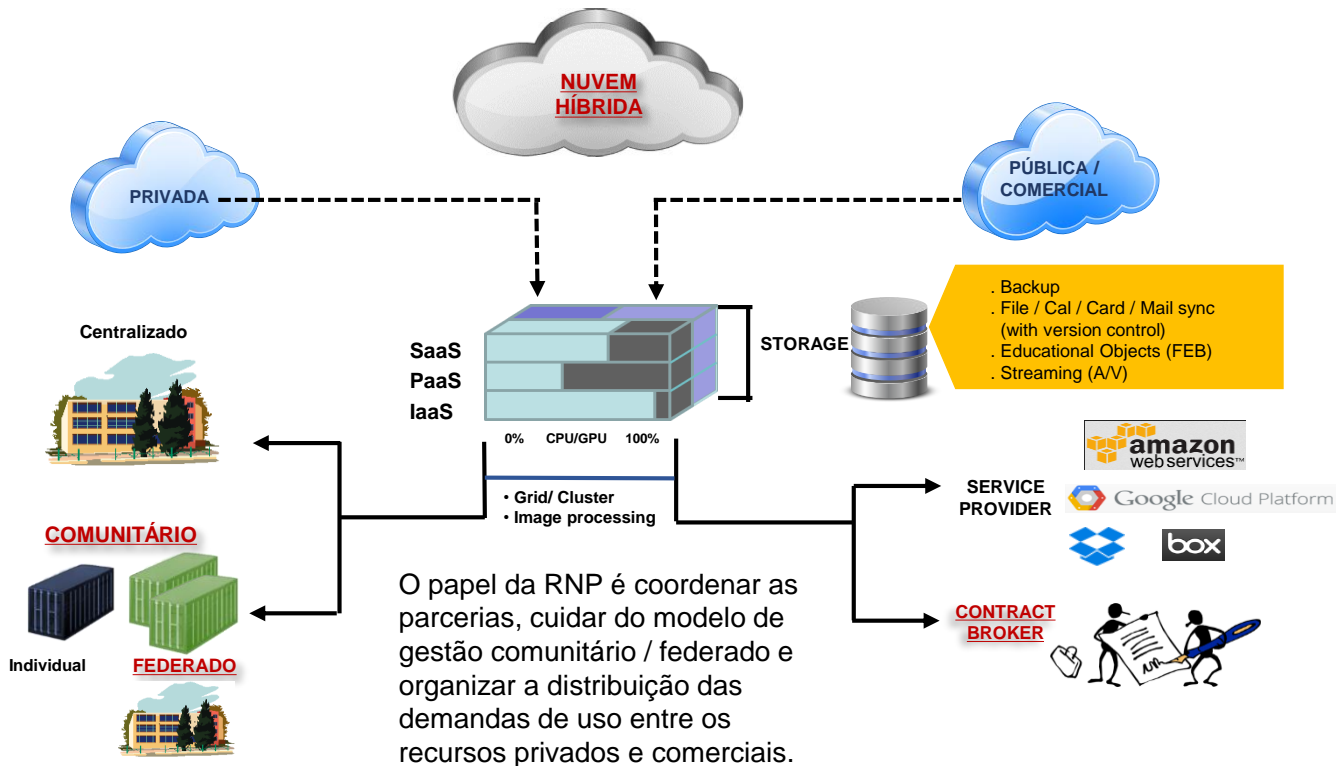 NUVEM
HÍBRIDA
PRIVADA
PÚBLICA /
COMERCIAL
. Backup
. File / Cal / Card / Mail sync
(with version control)
. Educational Objects (FEB)
. Streaming (A/V)
Centralizado
SaaS
PaaS
IaaS
STORAGE
0% CPU/GPU 100%
• Grid/ Cluster
• Image processing
amazon
webservices™
SERVICE
PROVIDER
Google Cloud Platform
box
COMUNITÁRIO
Individual
FEDERADO
O papel da RNP é coordenar as
parcerias, cuidar do modelo de
gestão comunitário / federado e
organizar a distribuição das
demandas de uso entre os
recursos privados e comerciais.
CONTRACT
BROKER